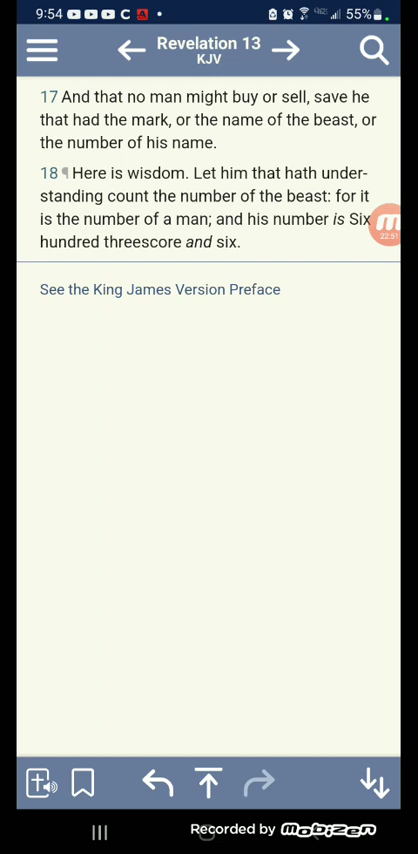 9:54 55%
Revelation 13
KJV
17 And that no man might buy or sell, save he
that had the mark, or the name of the beast, or
the number of his name.
18 ¶ Here is wisdom. Let him that hath under-
standing count the number of the beast: for it
is the number of a man; and his number is Six
hundred threescore and six.
22:51
See the King James Version Preface
Recorded by mobizen